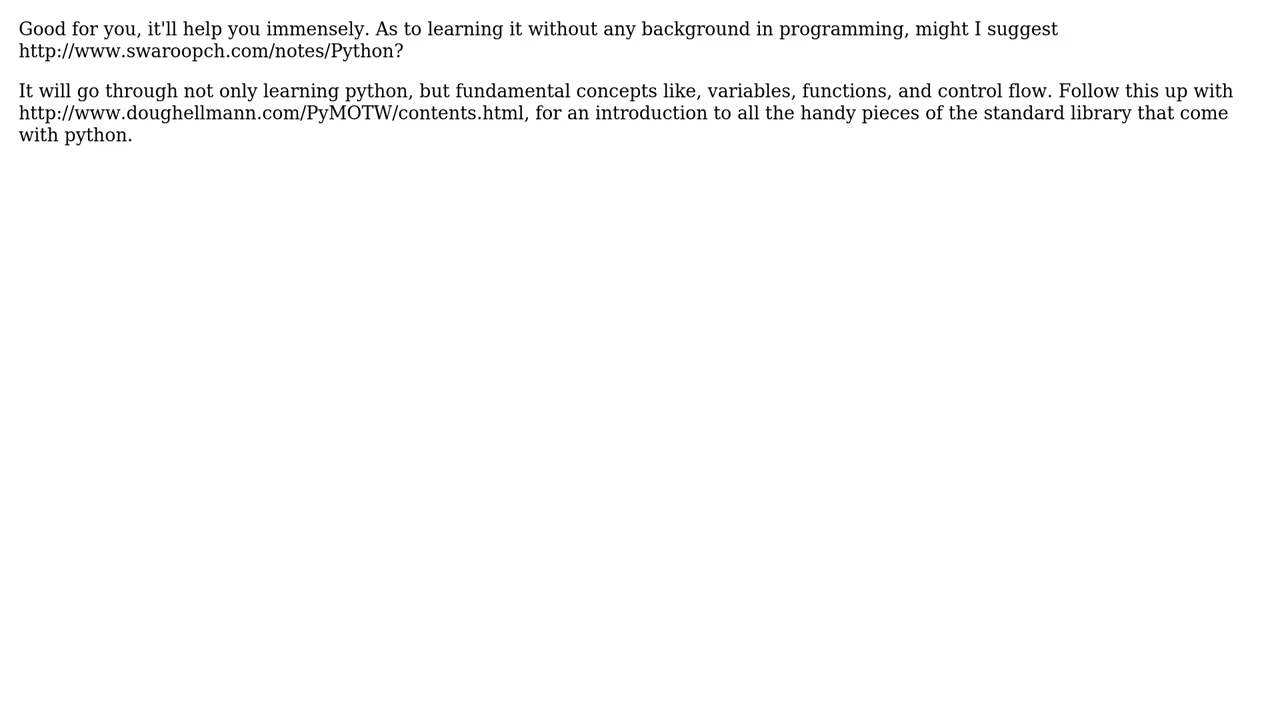 Good for you, it'll help you immensely. As to learning it without any background in programming, might I suggest
http://www.swaroopch.com/notes/Python?
It will go through not only learning python, but fundamental concepts like, variables, functions, and control flow. Follow this up with
http://www.doughellmann.com/PyMOTW/contents.html, for an introduction to all the handy pieces of the standard library that come
with python.